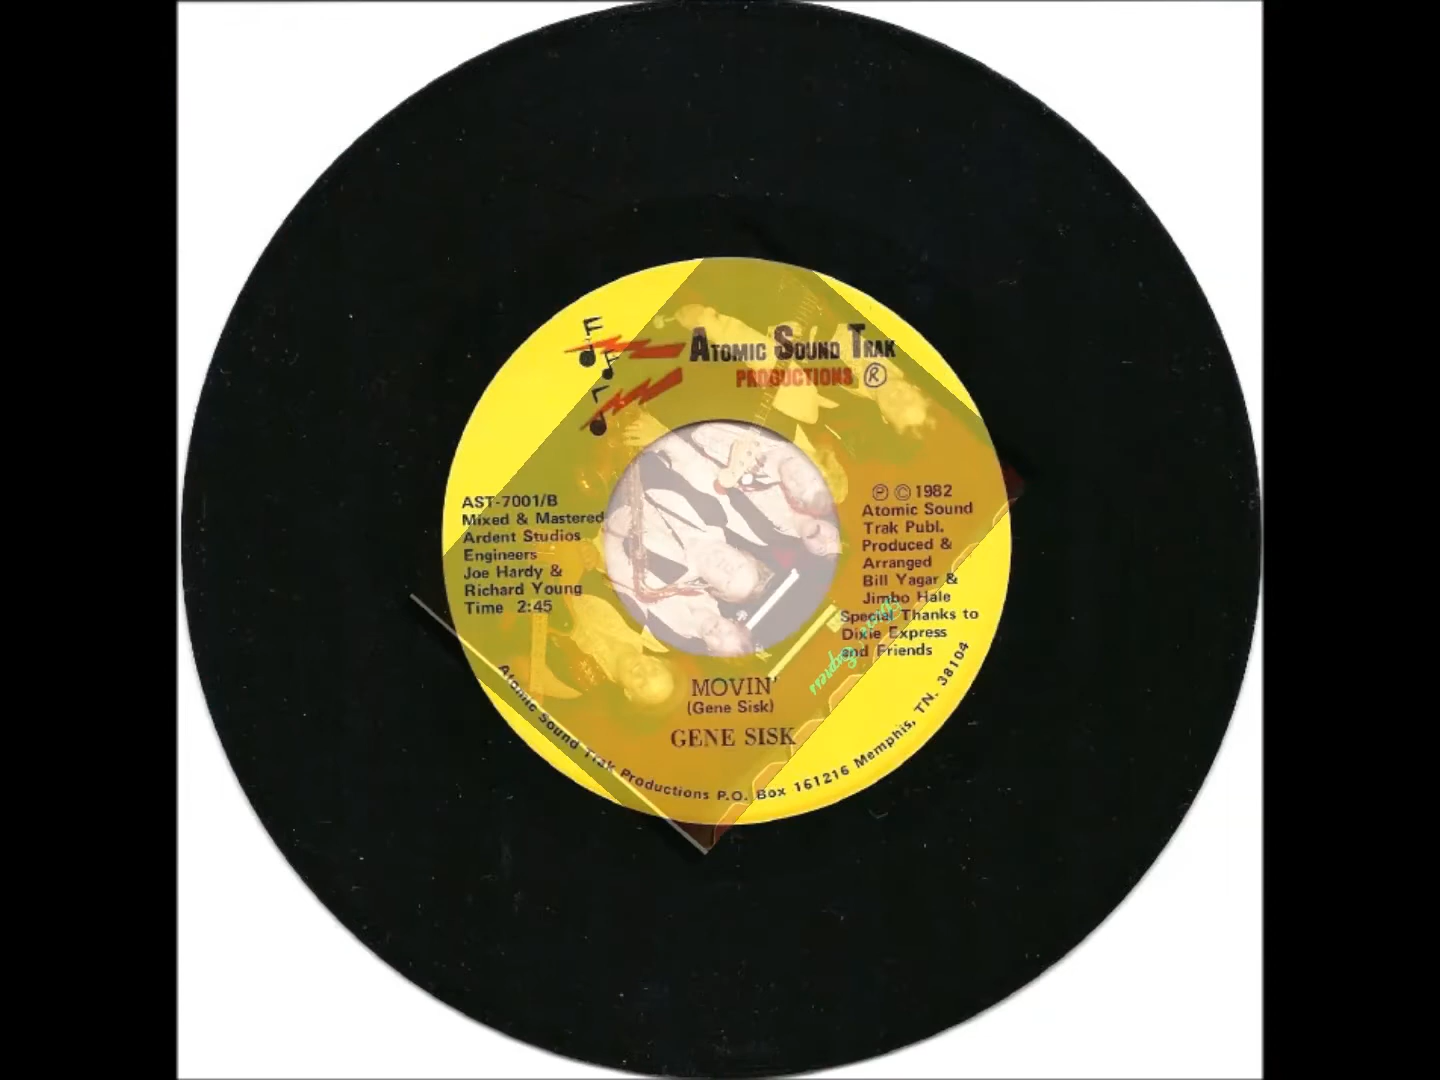 ATOMIC SOUND TRAK
PRODUCTIONS ®
AST-7001/B
Mixed & Mastered
Ardent Studios
Engineers
Joe Hardy &
Richard Young
Time 2:45
℗ © 1982
Atomic Sound
Trak Publ.
Produced &
Arranged
Bill Yagar &
Jimbo Hale
Special Thanks to
Dixie Express
and Friends
Express
MOVIN'
(Gene Sisk)
GENE SISK
Atomic Sound Trak Productions P.O. Box 161216 Memphis, TN. 38104